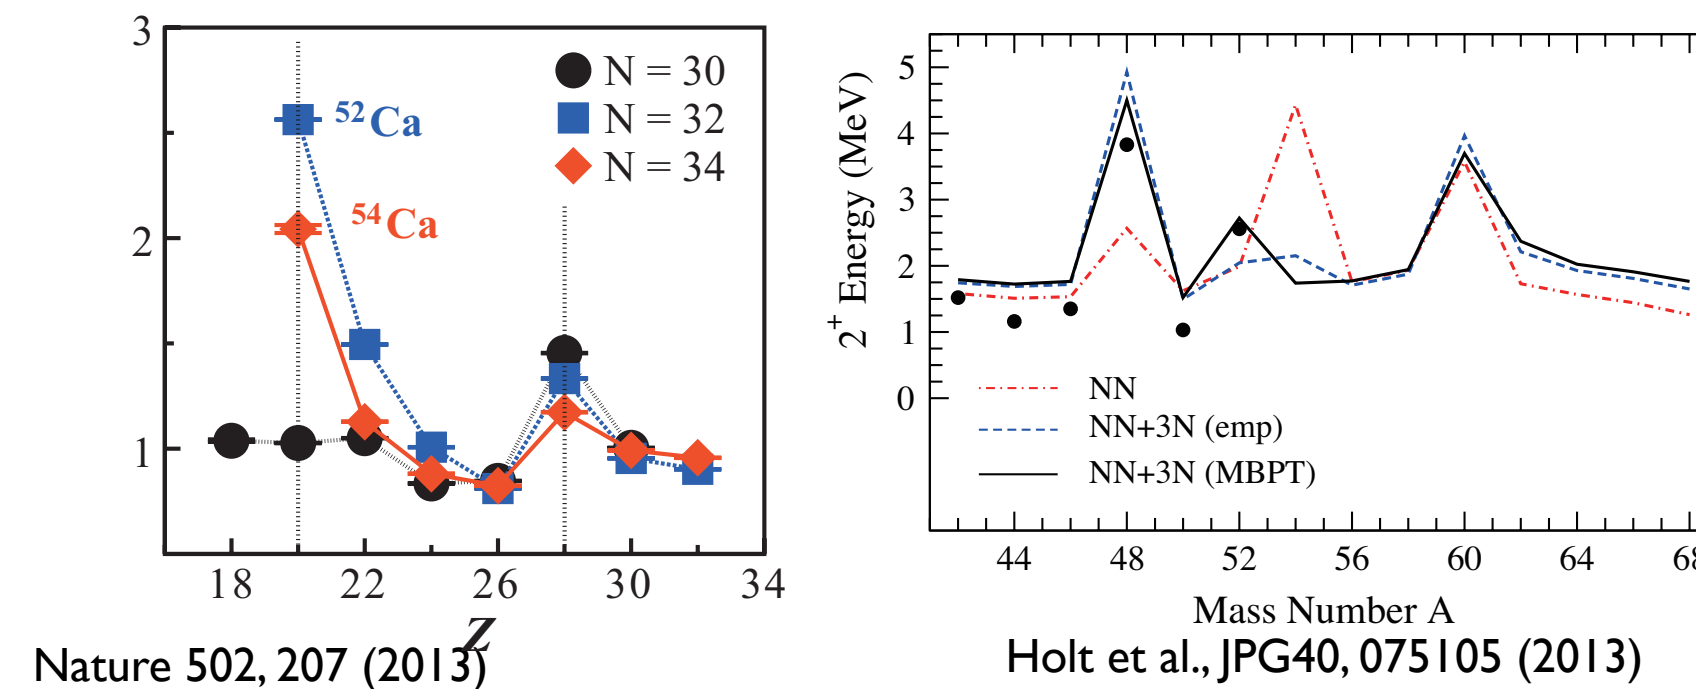 3
2
1
52Ca
54Ca
N = 30
N = 32
N = 34
18 22 26 30 34
Z
Nature 502, 207 (2013)
2+ Energy (MeV)
5
4
3
2
1
0
NN
NN+3N (emp)
NN+3N (MBPT)
44 48 52 56 60 64
Mass Number A
Holt et al., JPG40, 075105 (2013)